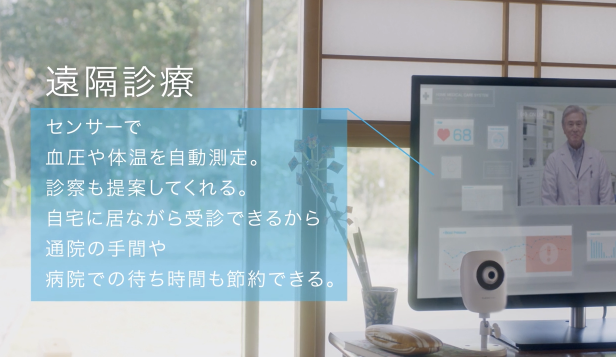 遠隔診療
センサーで
血圧や体温を自動測定。
診察も提案してくれる。
自宅に居ながら受診できるから
通院の手間や
病院での待ち時間も節約できる。
68